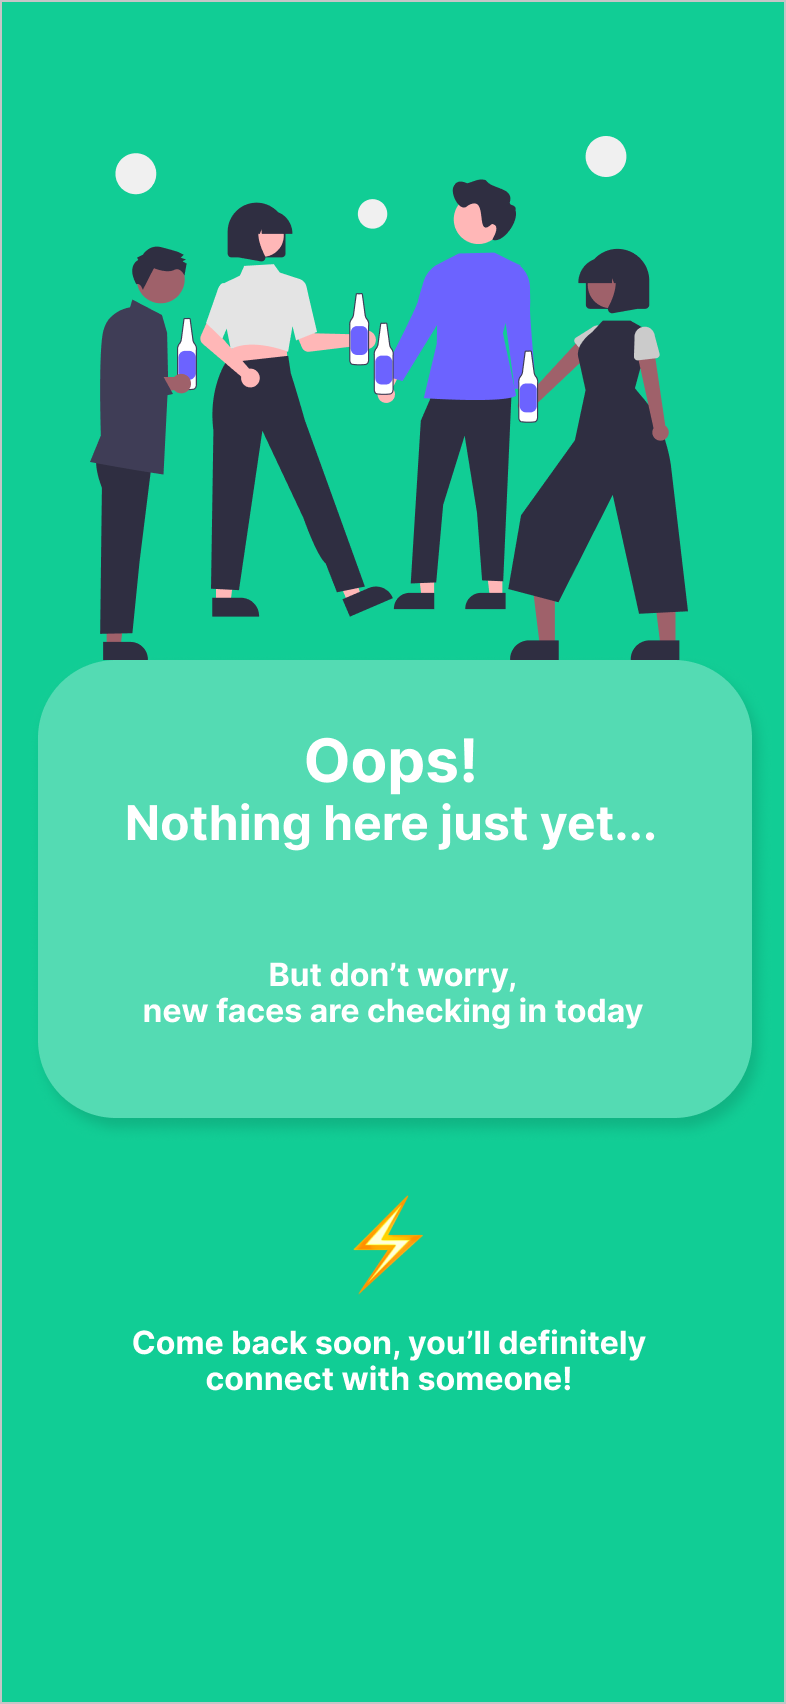 Oops!
Nothing here just yet...
But don’t worry,
new faces are checking in today
Come back soon, you’ll definitely
connect with someone!